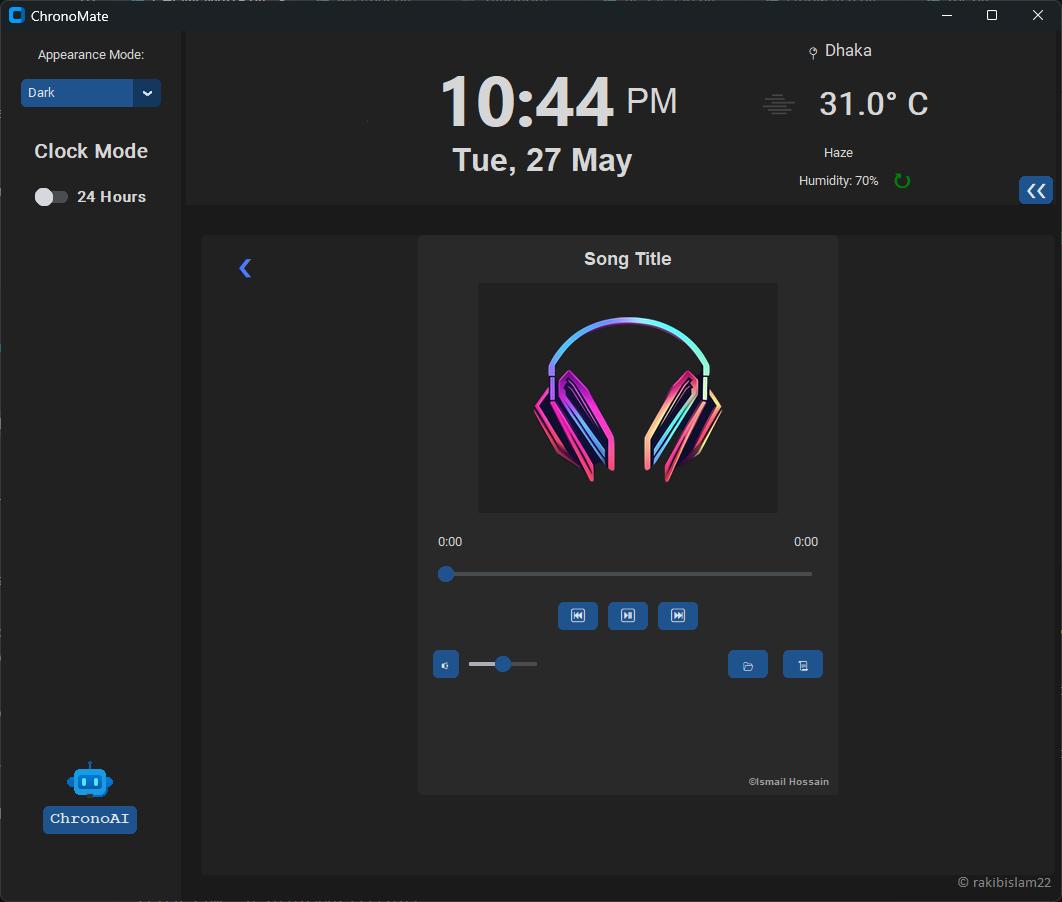 ChronoMate
Appearance Mode:
Dark
Clock Mode
24 Hours
ChronoAI
10:44 PM
Tue, 27 May
Dhaka
31.0° C
Haze
Humidity: 70%
Song Title
0:00
0:00
©Ismail Hossain
© rakibislam22